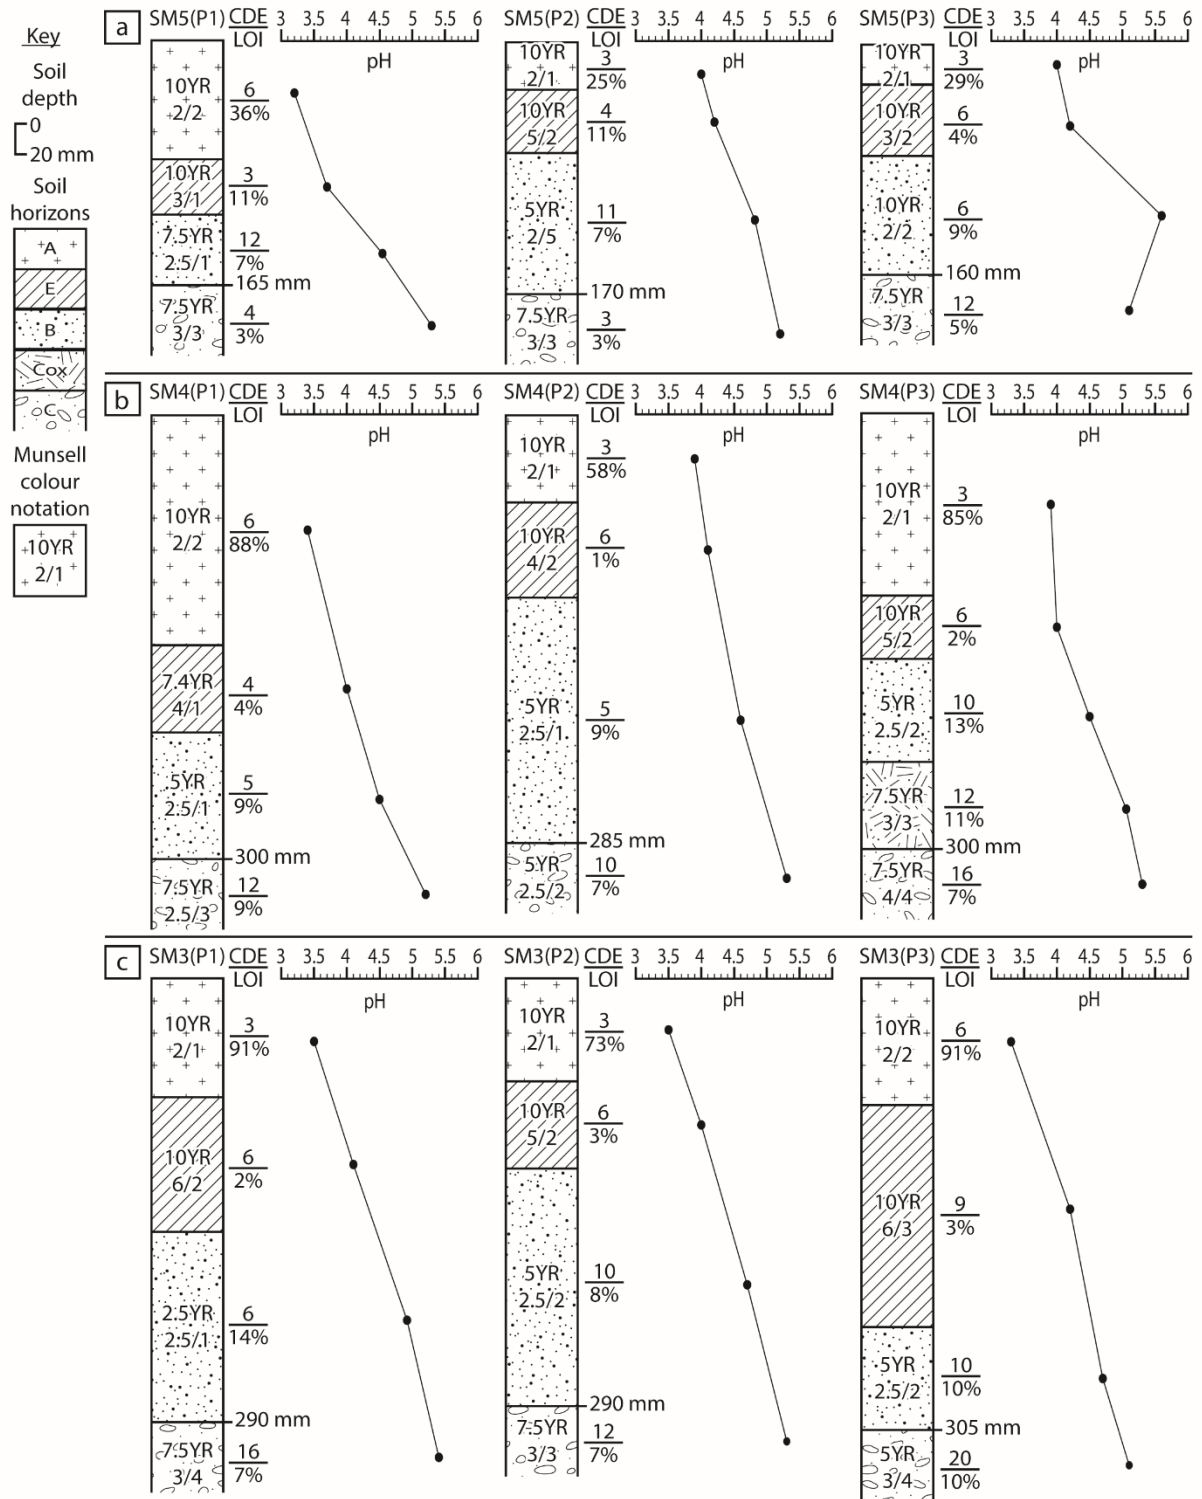 Key
Soil
depth
0
20 mm
Soil
horizons
A
E
B
Cox
C
Munsell
colour
notation
10YR
2/1
a
SM5(P1)
CDE
LOI
3 3.5 4 4.5 5 5.5 6
pH
10YR
2/2
6
36%
10YR
3/1
3
11%
7.5YR
2.5/1
12
7%
165 mm
7.5YR
3/3
4
3%
SM5(P2)
CDE
LOI
3 3.5 4 4.5 5 5.5 6
pH
10YR
2/1
3
25%
10YR
5/2
4
11%
5YR
2/5
11
7%
170 mm
7.5YR
3/3
3
3%
SM5(P3)
CDE
LOI
3 3.5 4 4.5 5 5.5 6
pH
10YR
2/1
3
29%
10YR
3/2
6
4%
10YR
2/2
6
9%
160 mm
7.5YR
3/3
12
5%
b
SM4(P1)
CDE
LOI
3 3.5 4 4.5 5 5.5 6
pH
10YR
2/2
6
88%
7.4YR
4/1
4
4%
5YR
2.5/1
5
9%
300 mm
7.5YR
2.5/3
12
9%
SM4(P2)
CDE
LOI
3 3.5 4 4.5 5 5.5 6
pH
10YR
2/1
3
58%
10YR
4/2
6
1%
5YR
2.5/1
5
9%
285 mm
5YR
2.5/2
10
7%
SM4(P3)
CDE
LOI
3 3.5 4 4.5 5 5.5 6
pH
10YR
2/1
3
85%
10YR
5/2
6
2%
5YR
2.5/2
10
13%
7.5YR
3/3
12
11%
300 mm
7.5YR
4/4
16
7%
c
SM3(P1)
CDE
LOI
3 3.5 4 4.5 5 5.5 6
pH
10YR
2/1
3
91%
10YR
6/2
6
2%
2.5YR
2.5/1
6
14%
290 mm
7.5YR
3/4
16
7%
SM3(P2)
CDE
LOI
3 3.5 4 4.5 5 5.5 6
pH
10YR
2/1
3
73%
10YR
5/2
6
3%
5YR
2.5/2
10
8%
290 mm
7.5YR
3/3
12
7%
SM3(P3)
CDE
LOI
3 3.5 4 4.5 5 5.5 6
pH
10YR
2/2
6
91%
10YR
6/3
9
3%
5YR
2.5/2
10
10%
305 mm
5YR
3/4
20
10%